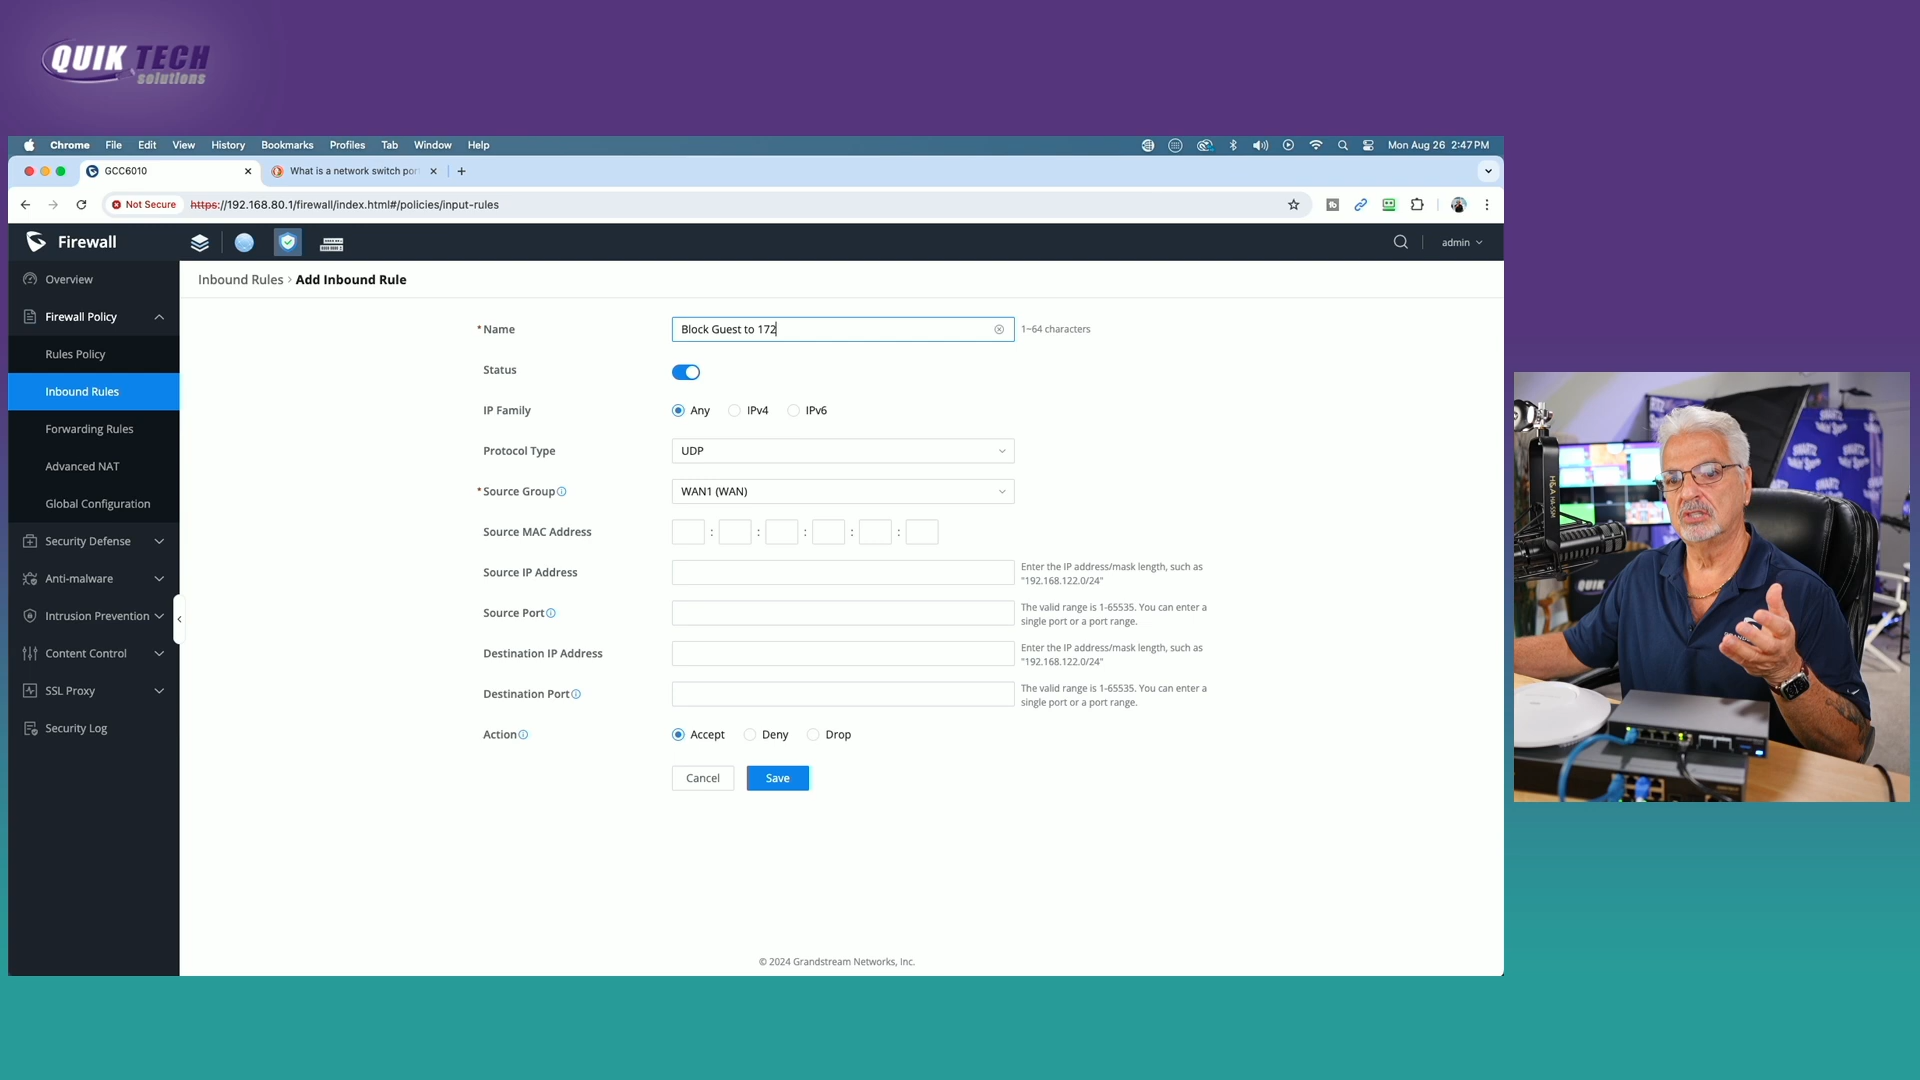 QUIK TECH
solutions
Chrome File Edit View History Bookmarks Profiles Tab Window Help
Mon Aug 26 2:47 PM
GCC6010
What is a network switch por
Not Secure
https://192.168.80.1/firewall/index.html#/policies/input-rules
Firewall
admin
Overview
Firewall Policy
Rules Policy
Inbound Rules
Forwarding Rules
Advanced NAT
Global Configuration
Security Defense
Anti-malware
Intrusion Prevention
Content Control
SSL Proxy
Security Log
Inbound Rules › Add Inbound Rule
* Name
Block Guest to 172
1~64 characters
Status
IP Family
Any IPv4 IPv6
Protocol Type
UDP
* Source Group
WAN1 (WAN)
Source MAC Address
: : : : :
Source IP Address
Enter the IP address/mask length, such as
"192.168.122.0/24"
Source Port
The valid range is 1-65535. You can enter a
single port or a port range.
Destination IP Address
Enter the IP address/mask length, such as
"192.168.122.0/24"
Destination Port
The valid range is 1-65535. You can enter a
single port or a port range.
Action
Accept Deny Drop
Cancel Save
© 2024 Grandstream Networks, Inc.